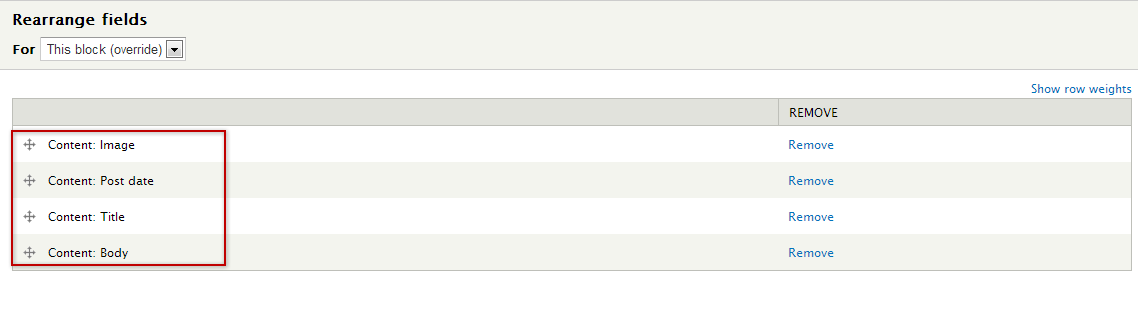 Rearrange fields
For This block (override)
Show row weights
REMOVE
Content: Image Remove
Content: Post date Remove
Content: Title Remove
Content: Body Remove